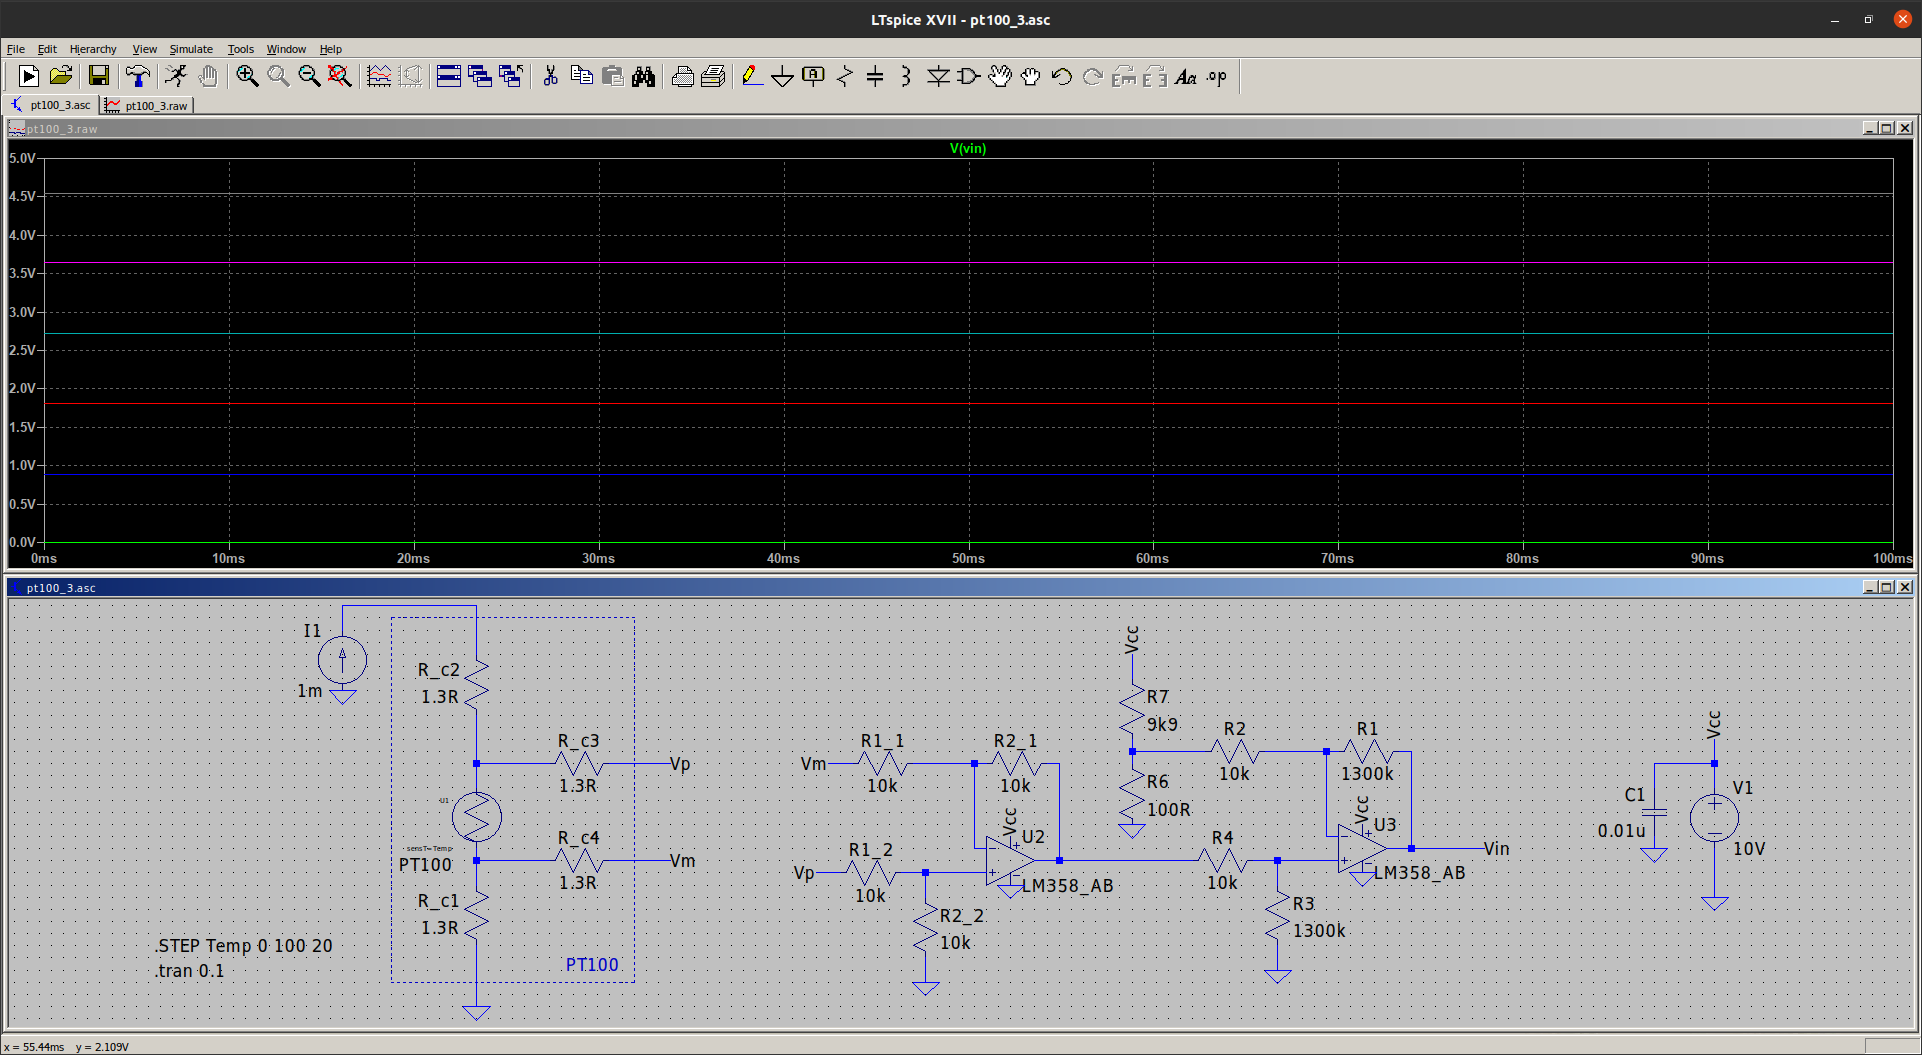 LTspice XVII - pt100_3.asc
File Edit Hierarchy View Simulate Tools Window Help
pt100_3.asc pt100_3.raw
pt100_3.raw
V(vin)
5.0V
4.5V
4.0V
3.5V
3.0V
2.5V
2.0V
1.5V
1.0V
0.5V
0.0V
0ms 10ms 20ms 30ms 40ms 50ms 60ms 70ms 80ms 90ms 100ms
pt100_3.asc
I1
1m
R_c2
1.3R
R_c3
1.3R
Vp
U1
sensT=Temp
PT100
R_c4
1.3R
Vm
R_c1
1.3R
PT100
.STEP Temp 0 100 20
.tran 0.1
Vm
R1_1
10k
R2_1
10k
Vcc
U2
LM358_AB
Vp
R1_2
10k
R2_2
10k
Vcc
R7
9k9
R6
100R
R2
10k
R1
1300k
Vcc
U3
LM358_AB
Vin
R4
10k
R3
1300k
Vcc
C1
0.01u
V1
10V
x = 55.44ms y = 2.109V